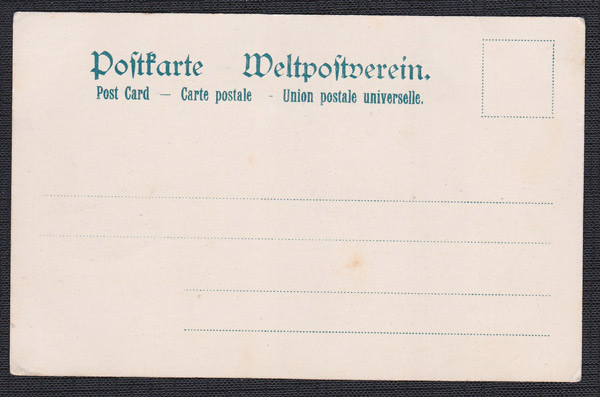 Poſtkarte Weltpoſtverein.
Post Card — Carte postale - Union postale universelle.